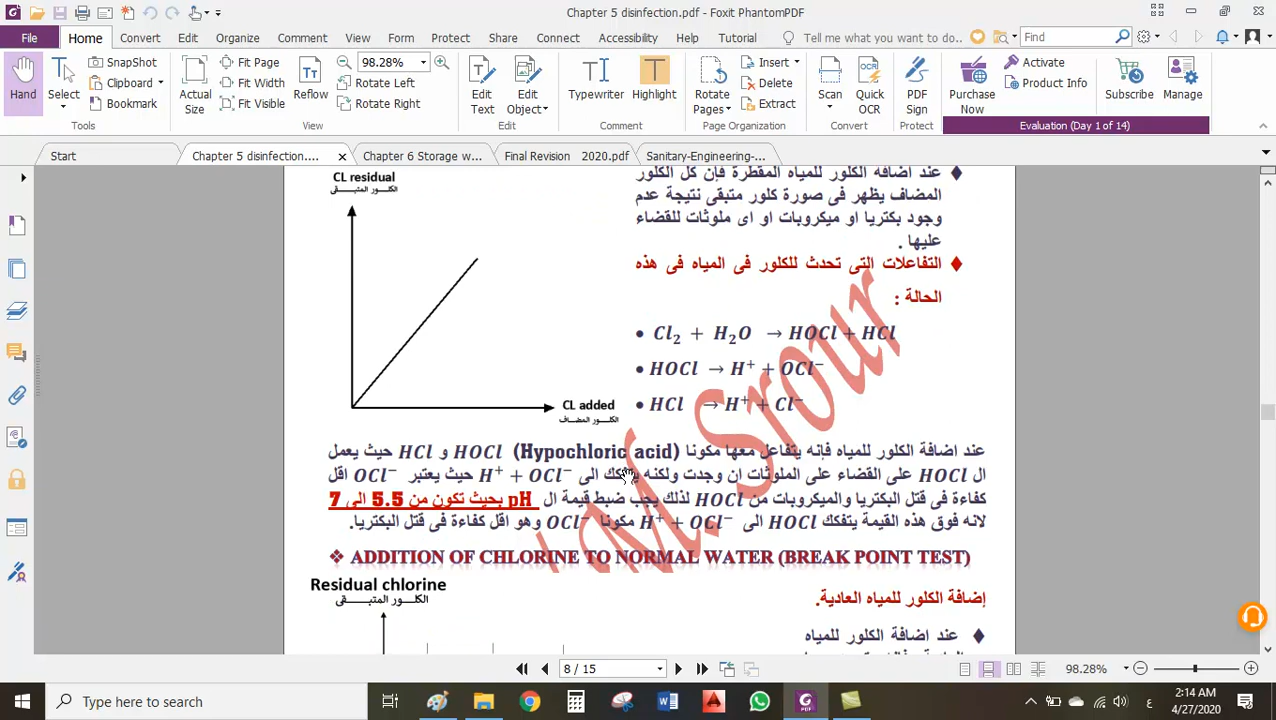 Chapter 5 disinfection.pdf - Foxit PhantomPDF
File Home Convert Edit Organize Comment View Form Protect Share Connect Accessibility Help Tutorial Tell me what you want to do.. Find
Hand
Select
SnapShot
Clipboard
Bookmark
Tools
Actual Size
Fit Page
Fit Width
Fit Visible
Reflow
98.28%
Rotate Left
Rotate Right
View
Edit Text
Edit Object
Edit
Typewriter
Highlight
Comment
Rotate Pages
Insert
Delete
Extract
Page Organization
Scan
Quick OCR
Convert
PDF Sign
Protect
Purchase Now
Activate
Product Info
Subscribe
Manage
Evaluation (Day 1 of 14)
Start
Chapter 5 disinfection....
Chapter 6 Storage w...
Final Revision 2020.pdf
Sanitary-Engineering-...
CL residual
الكلور المتبقى
CL added
الكلور المضاف
♦ عند اضافه الكلور للمياه المقطرة فإن كل الكلور
المضاف يظهر فى صورة كلور متبقى نتيجة عدم
وجود بكتريا او ميكروبات او اى ملوثات للقضاء
عليها .
♦ التفاعلات التى تحدث للكلور فى المياه فى هذه
الحالة :
• Cl₂ + H₂O → HOCl + HCl
• HOCl → H⁺ + OCl⁻
• HCl → H⁺ + Cl⁻
عند اضافة الكلور للمياه فإنه يتفاعل معها مكونا HOCl (Hypochloric acid) و HCl حيث يعمل
ال HOCl على القضاء على الملوثات ان وجدت ولكنه يتفكك الى H⁺ + OCl⁻ حيث يعتبر OCl⁻ اقل
كفاءة فى قتل البكتريا والميكروبات من HOCl لذلك يجب ضبط قيمة ال pH بحيث تكون من 5.5 الى 7
لانه فوق هذه القيمة يتفكك HOCl الى H⁺ + OCl⁻ مكونا OCl⁻ وهو اقل كفاءة فى قتل البكتريا.
❖ ADDITION OF CHLORINE TO NORMAL WATER (BREAK POINT TEST)
Residual chlorine
الكلور المتبقى
إضافة الكلور للمياه العادية.
♦ عند اضافة الكلور للمياه
M. Srour
8 / 15
98.28%
Type here to search
ع
2:14 AM
4/27/2020